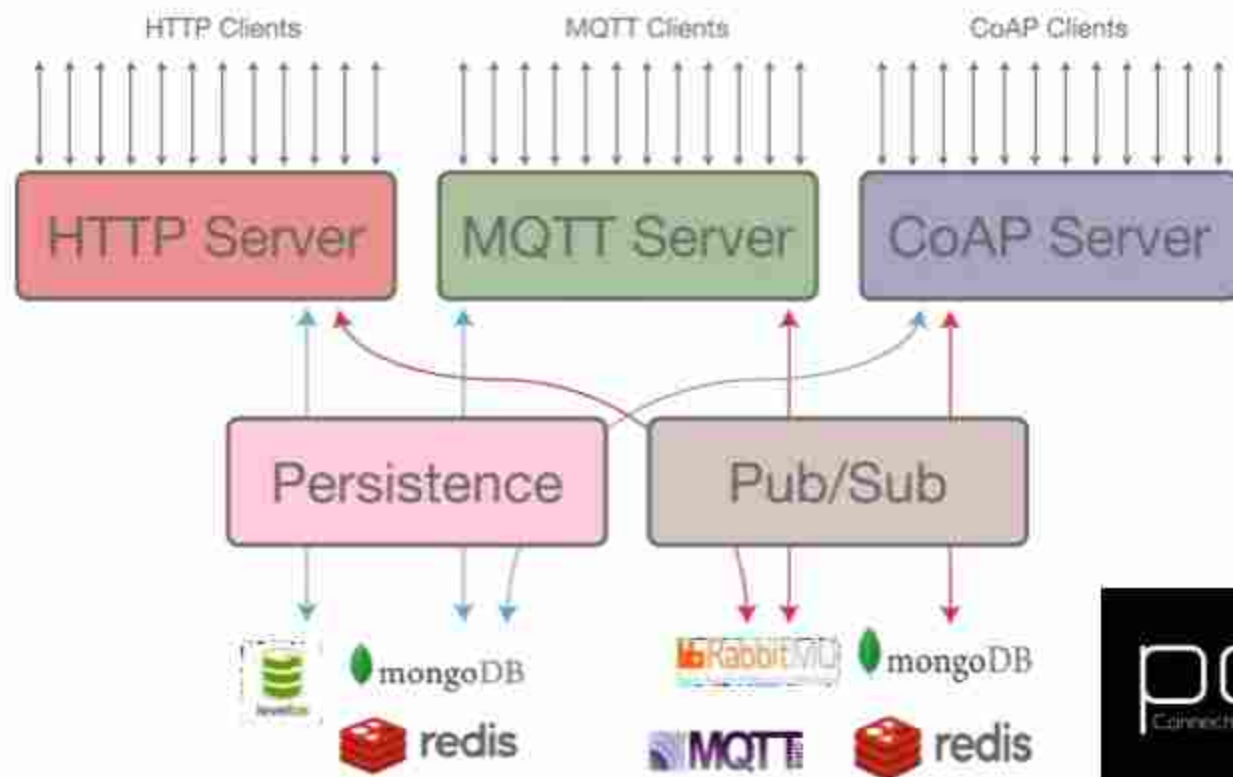 HTTP Clients MQTT Clients CoAP Clients
HTTP Server MQTT Server CoAP Server
Persistence Pub/Sub
mongoDB RabbitMQ mongoDB
redis MQTT redis